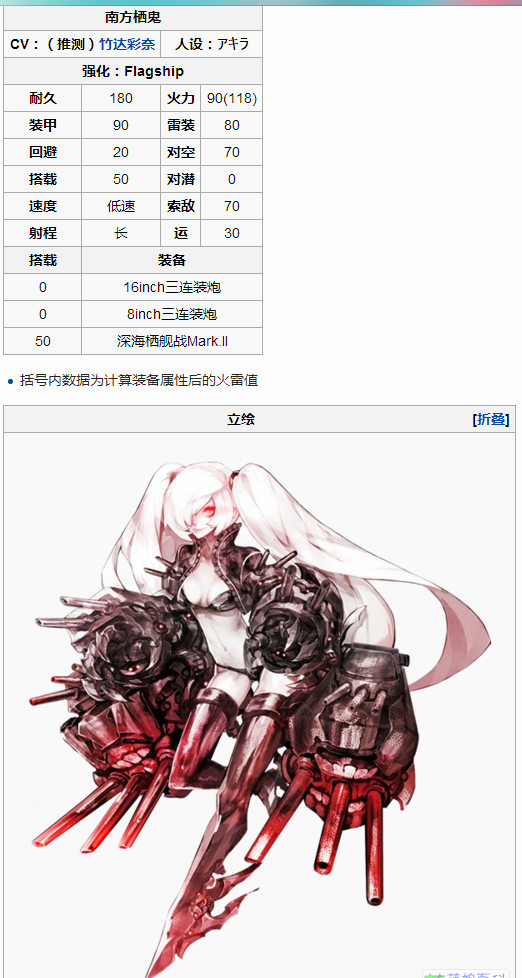 南方栖鬼
CV：（推测）竹达彩奈 人设：アキラ
强化：Flagship
耐久 180 火力 90(118)
装甲 90 雷装 80
回避 20 对空 70
搭载 50 对潜 0
速度 低速 索敌 70
射程 长 运 30
搭载 装备
0 16inch三连装炮
0 8inch三连装炮
50 深海栖舰战Mark.II
括号内数据为计算装备属性后的火雷值
立绘 [折叠]